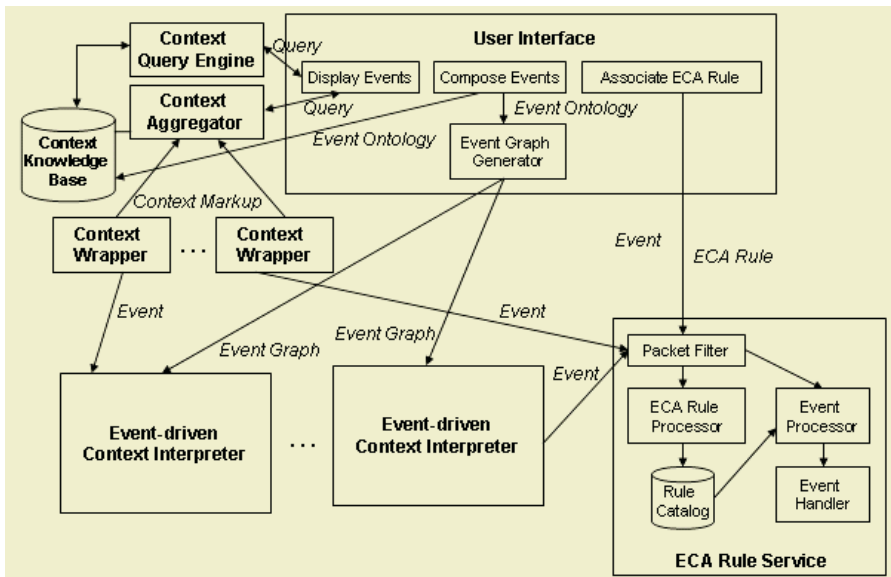 Context
Query Engine
Query
User Interface
Display Events
Compose Events
Associate ECA Rule
Context
Aggregator
Query
Event Ontology
Event Ontology
Context
Knowledge
Base
Event Graph
Generator
Context Markup
Context
Wrapper
...
Context
Wrapper
Event
ECA Rule
Event
Event
Event Graph
Event Graph
Event
Packet Filter
Event-driven
Context Interpreter
...
Event-driven
Context Interpreter
ECA Rule
Processor
Event
Processor
Rule
Catalog
Event
Handler
ECA Rule Service